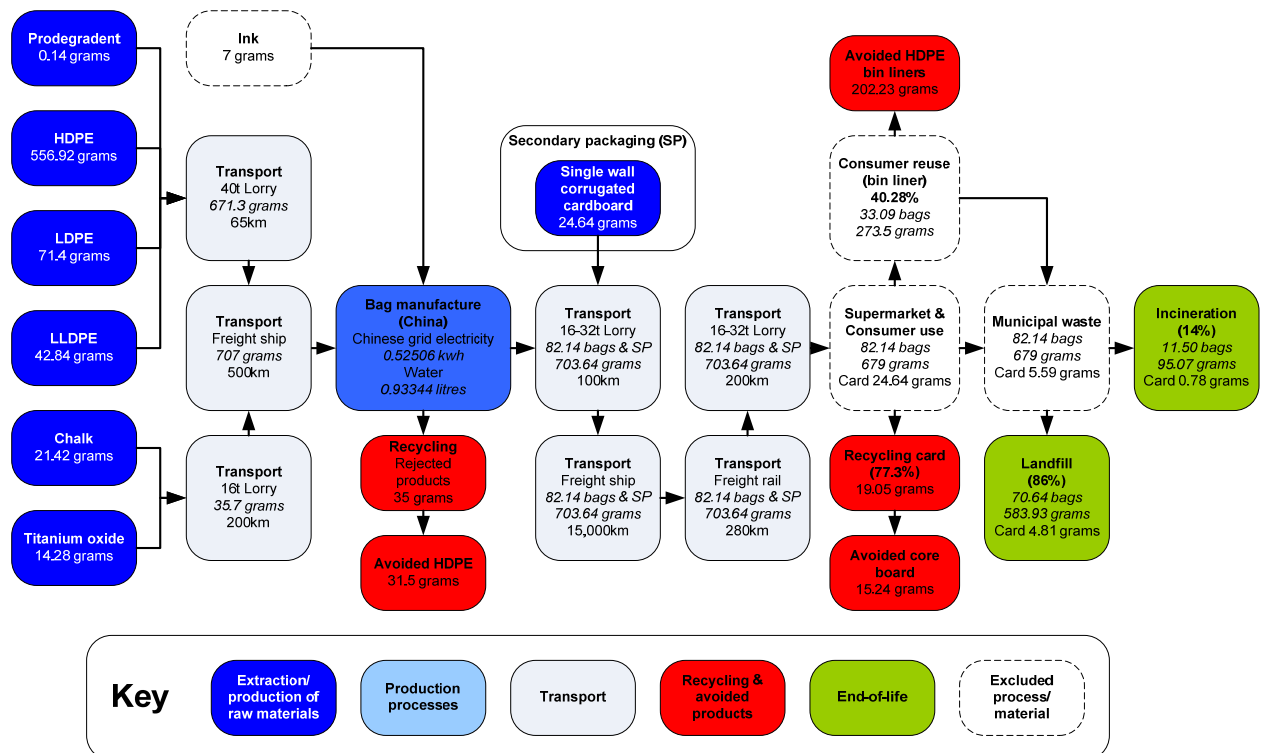 Prodegradent
0.14 grams
HDPE
556.92 grams
LDPE
71.4 grams
LLDPE
42.84 grams
Chalk
21.42 grams
Titanium oxide
14.28 grams
Ink
7 grams
Transport
40t Lorry
671.3 grams
65km
Transport
Freight ship
707 grams
500km
Transport
16t Lorry
35.7 grams
200km
Bag manufacture
(China)
Chinese grid electricity
0.52506 kwh
Water
0.93344 litres
Recycling
Rejected
products
35 grams
Avoided HDPE
31.5 grams
Secondary packaging (SP)
Single wall
corrugated
cardboard
24.64 grams
Transport
16-32t Lorry
82.14 bags & SP
703.64 grams
100km
Transport
Freight ship
82.14 bags & SP
703.64 grams
15,000km
Transport
16-32t Lorry
82.14 bags & SP
703.64 grams
200km
Transport
Freight rail
82.14 bags & SP
703.64 grams
280km
Avoided HDPE
bin liners
202.23 grams
Consumer reuse
(bin liner)
40.28%
33.09 bags
273.5 grams
Supermarket &
Consumer use
82.14 bags
679 grams
Card 24.64 grams
Recycling card
(77.3%)
19.05 grams
Avoided core
board
15.24 grams
Municipal waste
82.14 bags
679 grams
Card 5.59 grams
Landfill
(86%)
70.64 bags
583.93 grams
Card 4.81 grams
Incineration
(14%)
11.50 bags
95.07 grams
Card 0.78 grams
Key
Extraction/
production of
raw materials
Production
processes
Transport
Recycling &
avoided
products
End-of-life
Excluded
process/
material